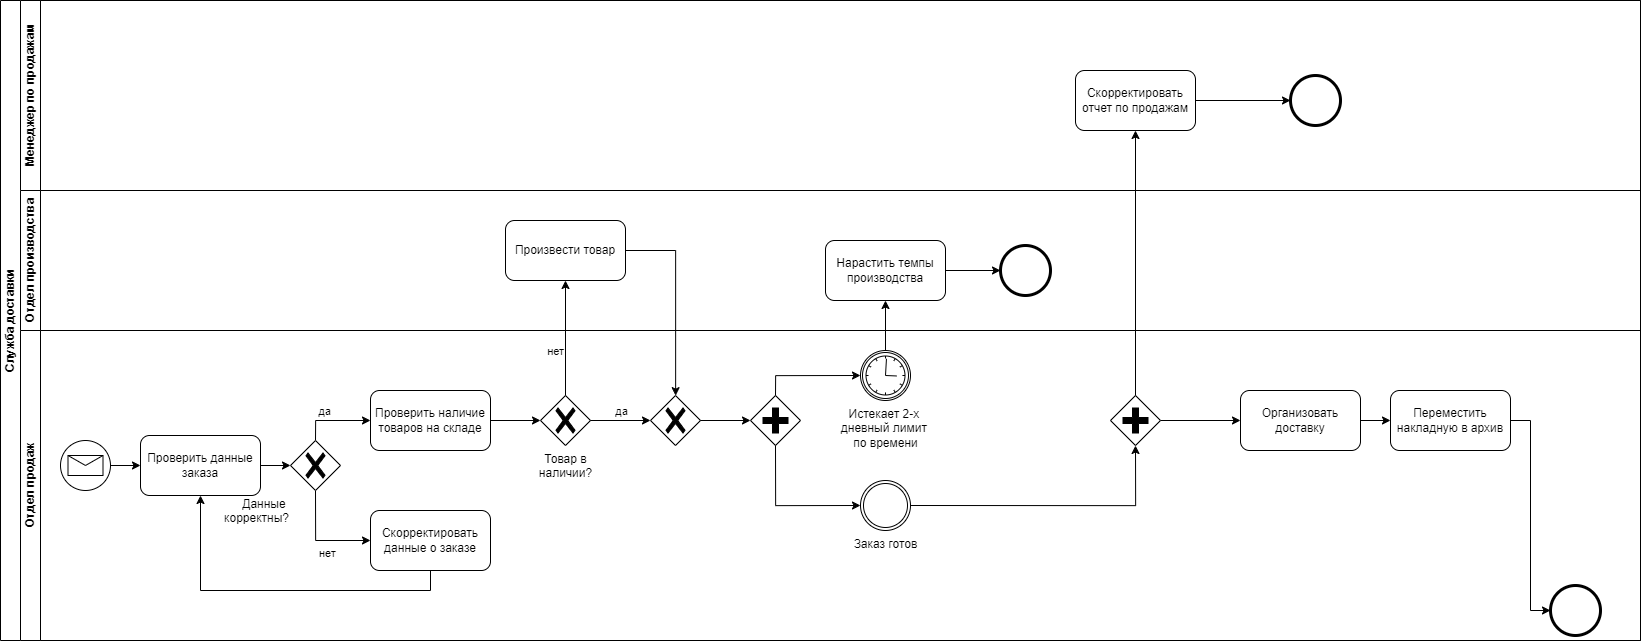 Служба доставки
Менеджер по продажам
Скорректировать
отчет по продажам
Отдел производства
Произвести товар
Нарастить темпы
производства
Отдел продаж
Проверить данные
заказа
Данные
корректны?
да
нет
Проверить наличие
товаров на складе
Скорректировать
данные о заказе
Товар в
наличии?
нет
да
Истекает 2-х
дневный лимит
по времени
Заказ готов
Организовать
доставку
Переместить
накладную в архив